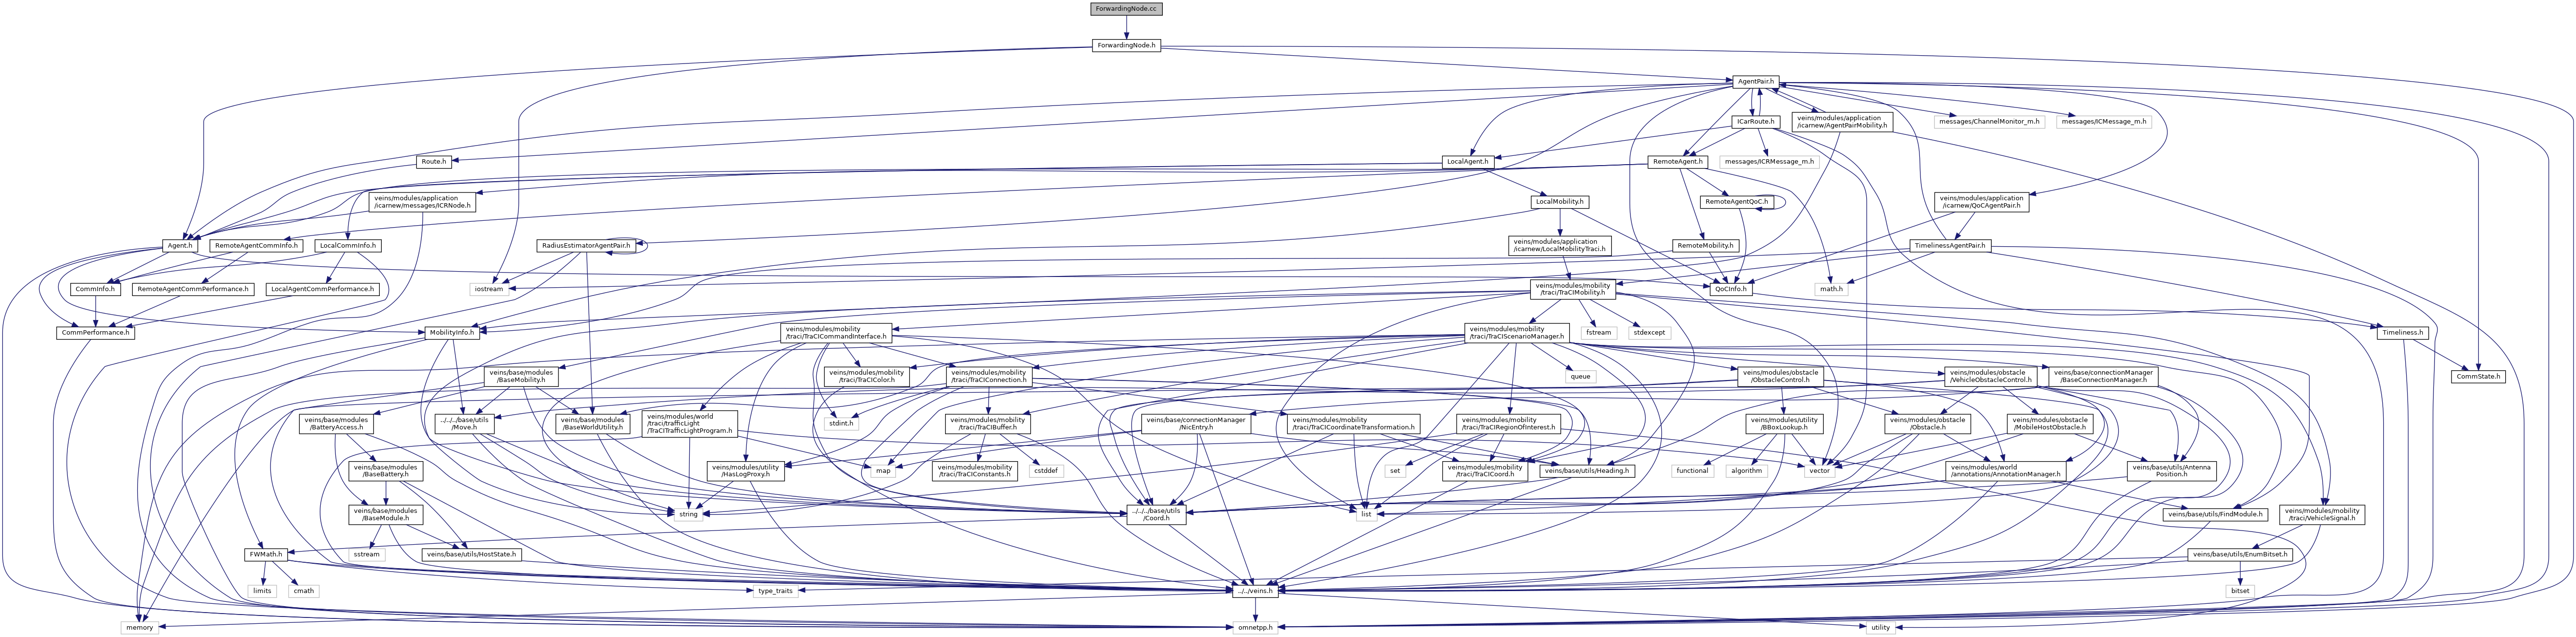 ForwardingNode.cc
ForwardingNode.h
AgentPair.h
ICarRoute.h
veins/modules/application
/icarnew/AgentPairMobility.h
messages/ChannelMonitor_m.h
messages/ICMessage_m.h
Route.h
LocalAgent.h
RemoteAgent.h
messages/ICRMessage_m.h
veins/modules/application
/icarnew/messages/ICRNode.h
LocalMobility.h
RemoteAgentQoC.h
veins/modules/application
/icarnew/QoCAgentPair.h
Agent.h
RemoteAgentCommInfo.h
LocalCommInfo.h
RadiusEstimatorAgentPair.h
veins/modules/application
/icarnew/LocalMobilityTraci.h
RemoteMobility.h
TimelinessAgentPair.h
CommInfo.h
RemoteAgentCommPerformance.h
LocalAgentCommPerformance.h
iostream
veins/modules/mobility
/traci/TraCIMobility.h
QoCInfo.h
math.h
CommPerformance.h
MobilityInfo.h
veins/modules/mobility
/traci/TraCICommandInterface.h
veins/modules/mobility
/traci/TraCIScenarioManager.h
fstream
stdexcept
Timeliness.h
veins/base/modules
BaseMobility.h
veins/modules/mobility
/traci/TraCIColor.h
veins/modules/mobility
/traci/TraCIConnection.h
queue
veins/modules/obstacle
/ObstacleControl.h
veins/modules/obstacle
/VehicleObstacleControl.h
veins/base/connectionManager
/BaseConnectionManager.h
CommState.h
veins/base/modules
/BatteryAccess.h
../../../base/utils
/Move.h
veins/base/modules
/BaseWorldUtility.h
veins/modules/world
/traci/trafficLight
/TraCITrafficLightProgram.h
stdint.h
veins/modules/mobility
/traci/TraCIBuffer.h
veins/base/connectionManager
/NicEntry.h
veins/modules/mobility
/traci/TraCICoordinateTransformation.h
veins/modules/mobility
/traci/TraCIRegionOfInterest.h
veins/modules/utility
/BBoxLookup.h
veins/modules/obstacle
/Obstacle.h
veins/modules/obstacle
/MobileHostObstacle.h
veins/base/modules
/BaseBattery.h
veins/modules/utility
/HasLogProxy.h
map
veins/modules/mobility
/traci/TraCIConstants.h
cstddef
set
veins/modules/mobility
/traci/TraCICoord.h
veins/base/utils/Heading.h
functional
algorithm
vector
veins/modules/world
/annotations/AnnotationManager.h
veins/base/utils/Antenna
Position.h
veins/base/modules
/BaseModule.h
string
../../../base/utils
/Coord.h
list
veins/base/utils/FindModule.h
veins/modules/mobility
/traci/VehicleSignal.h
FWMath.h
sstream
veins/base/utils/HostState.h
veins/base/utils/EnumBitset.h
limits
cmath
type_traits
../../veins.h
bitset
memory
omnetpp.h
utility